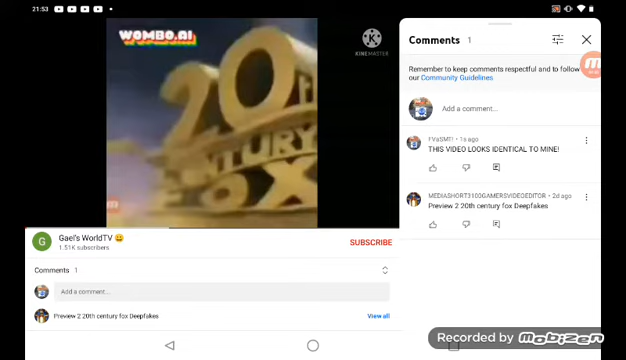 21:53
WOMBO.AI
KINEMASTER
20th
CENTURY
FOX
G
Gael's WorldTV 😀
1.51K subscribers
SUBSCRIBE
Comments 1
Add a comment...
Preview 2 20th century fox Deepfakes
View all
Comments 1
Remember to keep comments respectful and to follow
our Community Guidelines
Add a comment...
FVaSMT! • 1s ago
THIS VIDEO LOOKS IDENTICAL TO MINE!
MEDIASHORT3100GAMERSVIDEOEDITOR • 2d ago
Preview 2 20th century fox Deepfakes
Recorded by mobizen